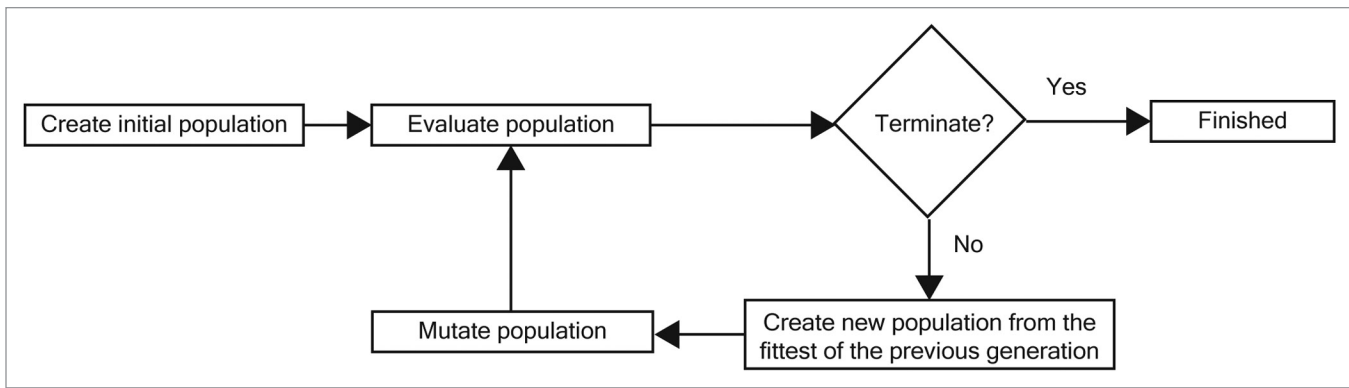 Create initial population
Evaluate population
Terminate?
Yes
Finished
No
Create new population from the
fittest of the previous generation
Mutate population